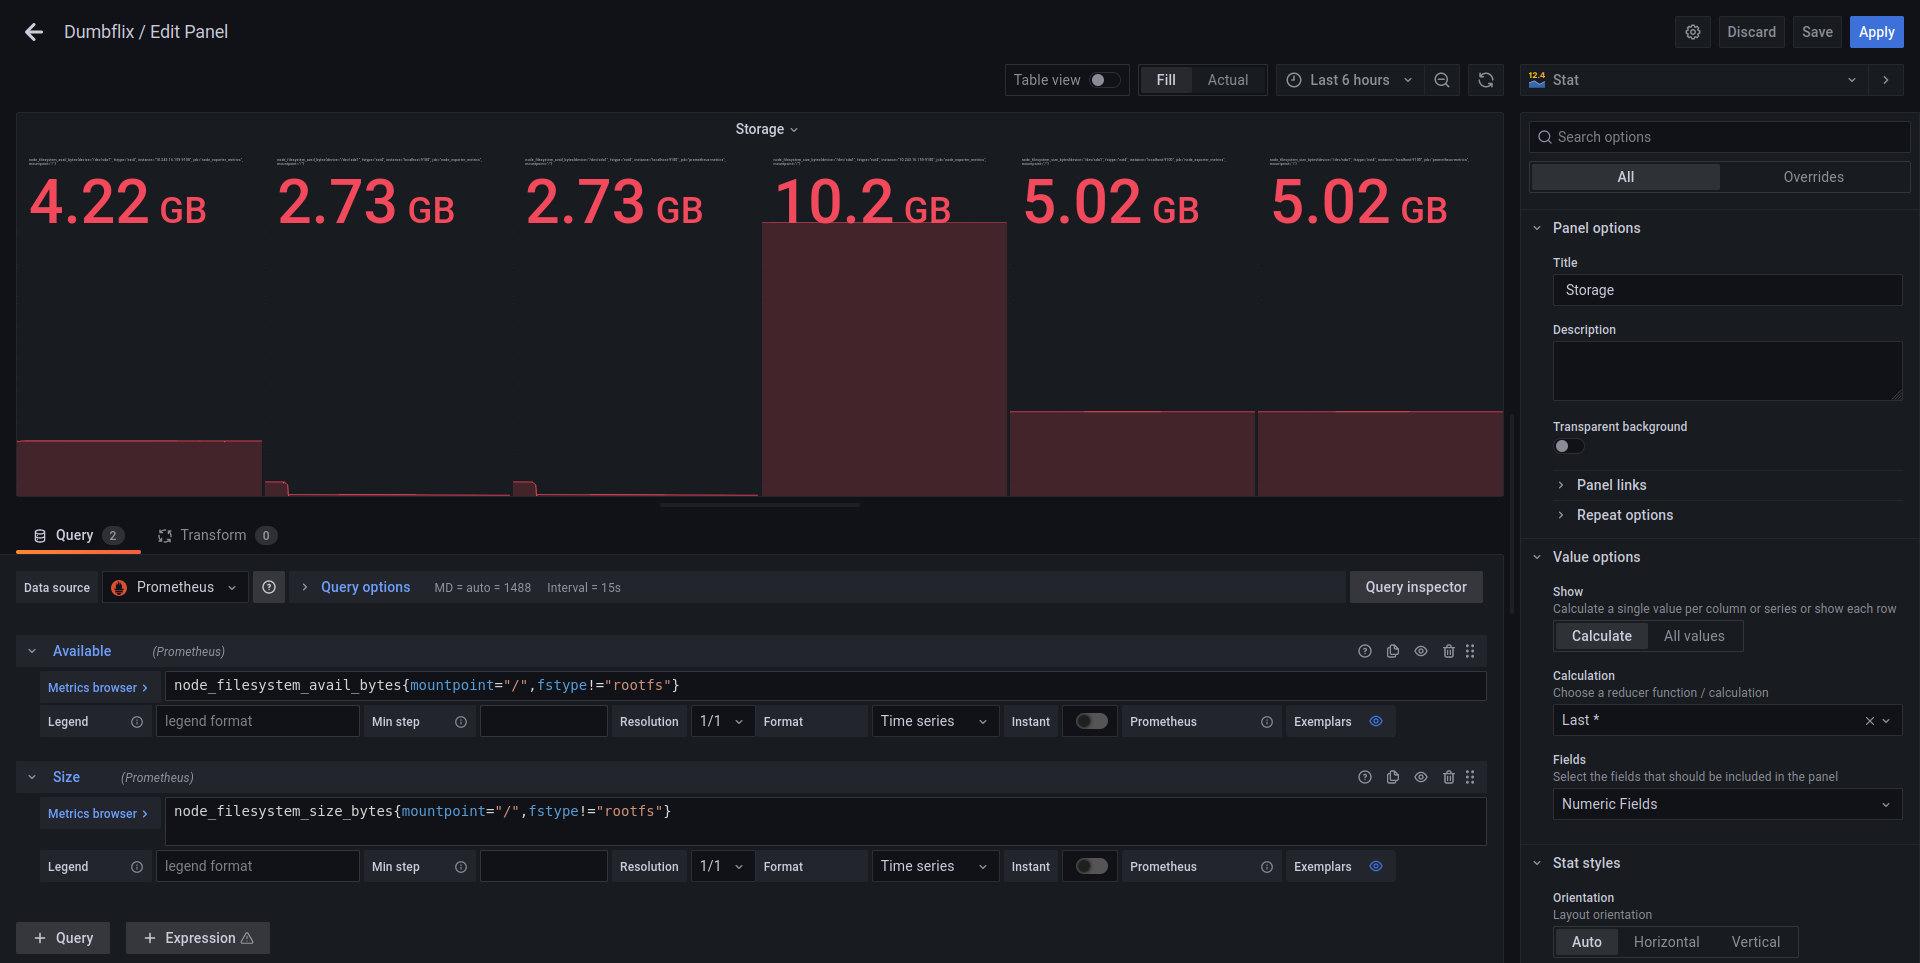 Dumbflix / Edit Panel
Discard
Save
Apply
Table view
Fill
Actual
Last 6 hours
12.4
Stat
Storage
4.22 GB
2.73 GB
2.73 GB
10.2 GB
5.02 GB
5.02 GB
Query 2
Transform 0
Data source
Prometheus
Query options
MD = auto = 1488
Interval = 15s
Query inspector
Available
(Prometheus)
Metrics browser >
node_filesystem_avail_bytes{mountpoint="/",fstype!="rootfs"}
Legend
legend format
Min step
Resolution
1/1
Format
Time series
Instant
Prometheus
Exemplars
Size
(Prometheus)
Metrics browser >
node_filesystem_size_bytes{mountpoint="/",fstype!="rootfs"}
Legend
legend format
Min step
Resolution
1/1
Format
Time series
Instant
Prometheus
Exemplars
+ Query
+ Expression
Search options
All
Overrides
Panel options
Title
Storage
Description
Transparent background
Panel links
Repeat options
Value options
Show
Calculate a single value per column or series or show each row
Calculate
All values
Calculation
Choose a reducer function / calculation
Last *
Fields
Select the fields that should be included in the panel
Numeric Fields
Stat styles
Orientation
Layout orientation
Auto
Horizontal
Vertical